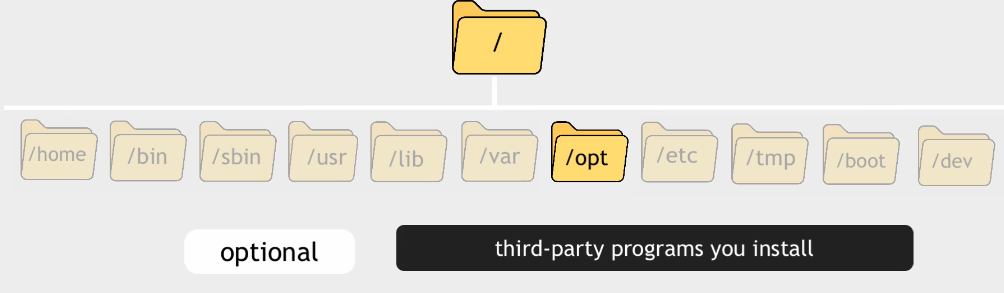 /
/home /bin /sbin /usr /lib /var /opt /etc /tmp /boot /dev
optional third-party programs you install